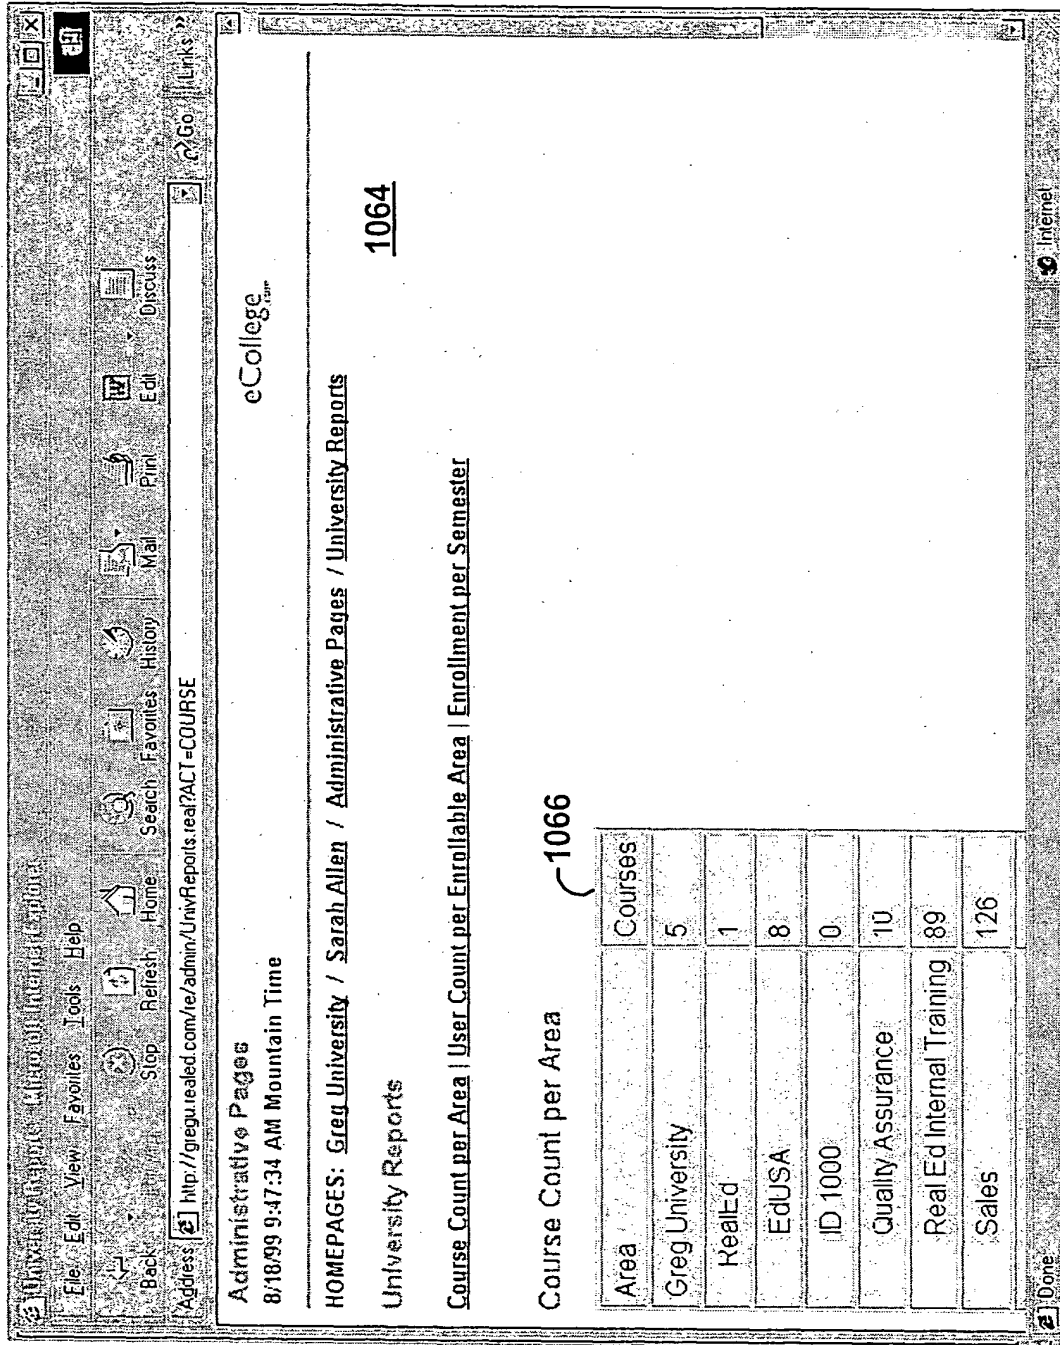 University Reports - Microsoft Internet Explorer
File Edit View Favorites Tools Help
Back Stop Refresh Home Search Favorites History Mail Print Edit Discuss
Address http://gregu.realed.com/re/admin/UnivReports.real?ACT=COURSE Go Links »
Administrative Pages
8/18/99 9:47:34 AM Mountain Time
eCollege.com
HOMEPAGES: Greg University / Sarah Allen / Administrative Pages / University Reports
University Reports
1064
Course Count per Area | User Count per Enrollable Area | Enrollment per Semester
Course Count per Area
1066
Area Courses
Greg University 5
RealEd 1
EdUSA 8
ID 1000 0
Quality Assurance 10
Real Ed Internal Training 89
Sales 126
Done Internet